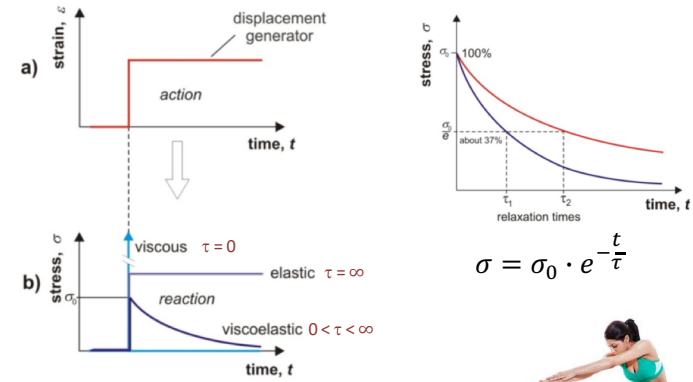 a)
strain, ε
displacement
generator
action
time, t
b)
stress, σ
σ₀
viscous τ = 0
elastic τ = ∞
reaction
viscoelastic 0 < τ < ∞
time, t
stress, σ
σ₀ 100%
σ₀/e about 37%
τ₁ τ₂
relaxation times
time, t
σ = σ₀ · e^(-t/τ)